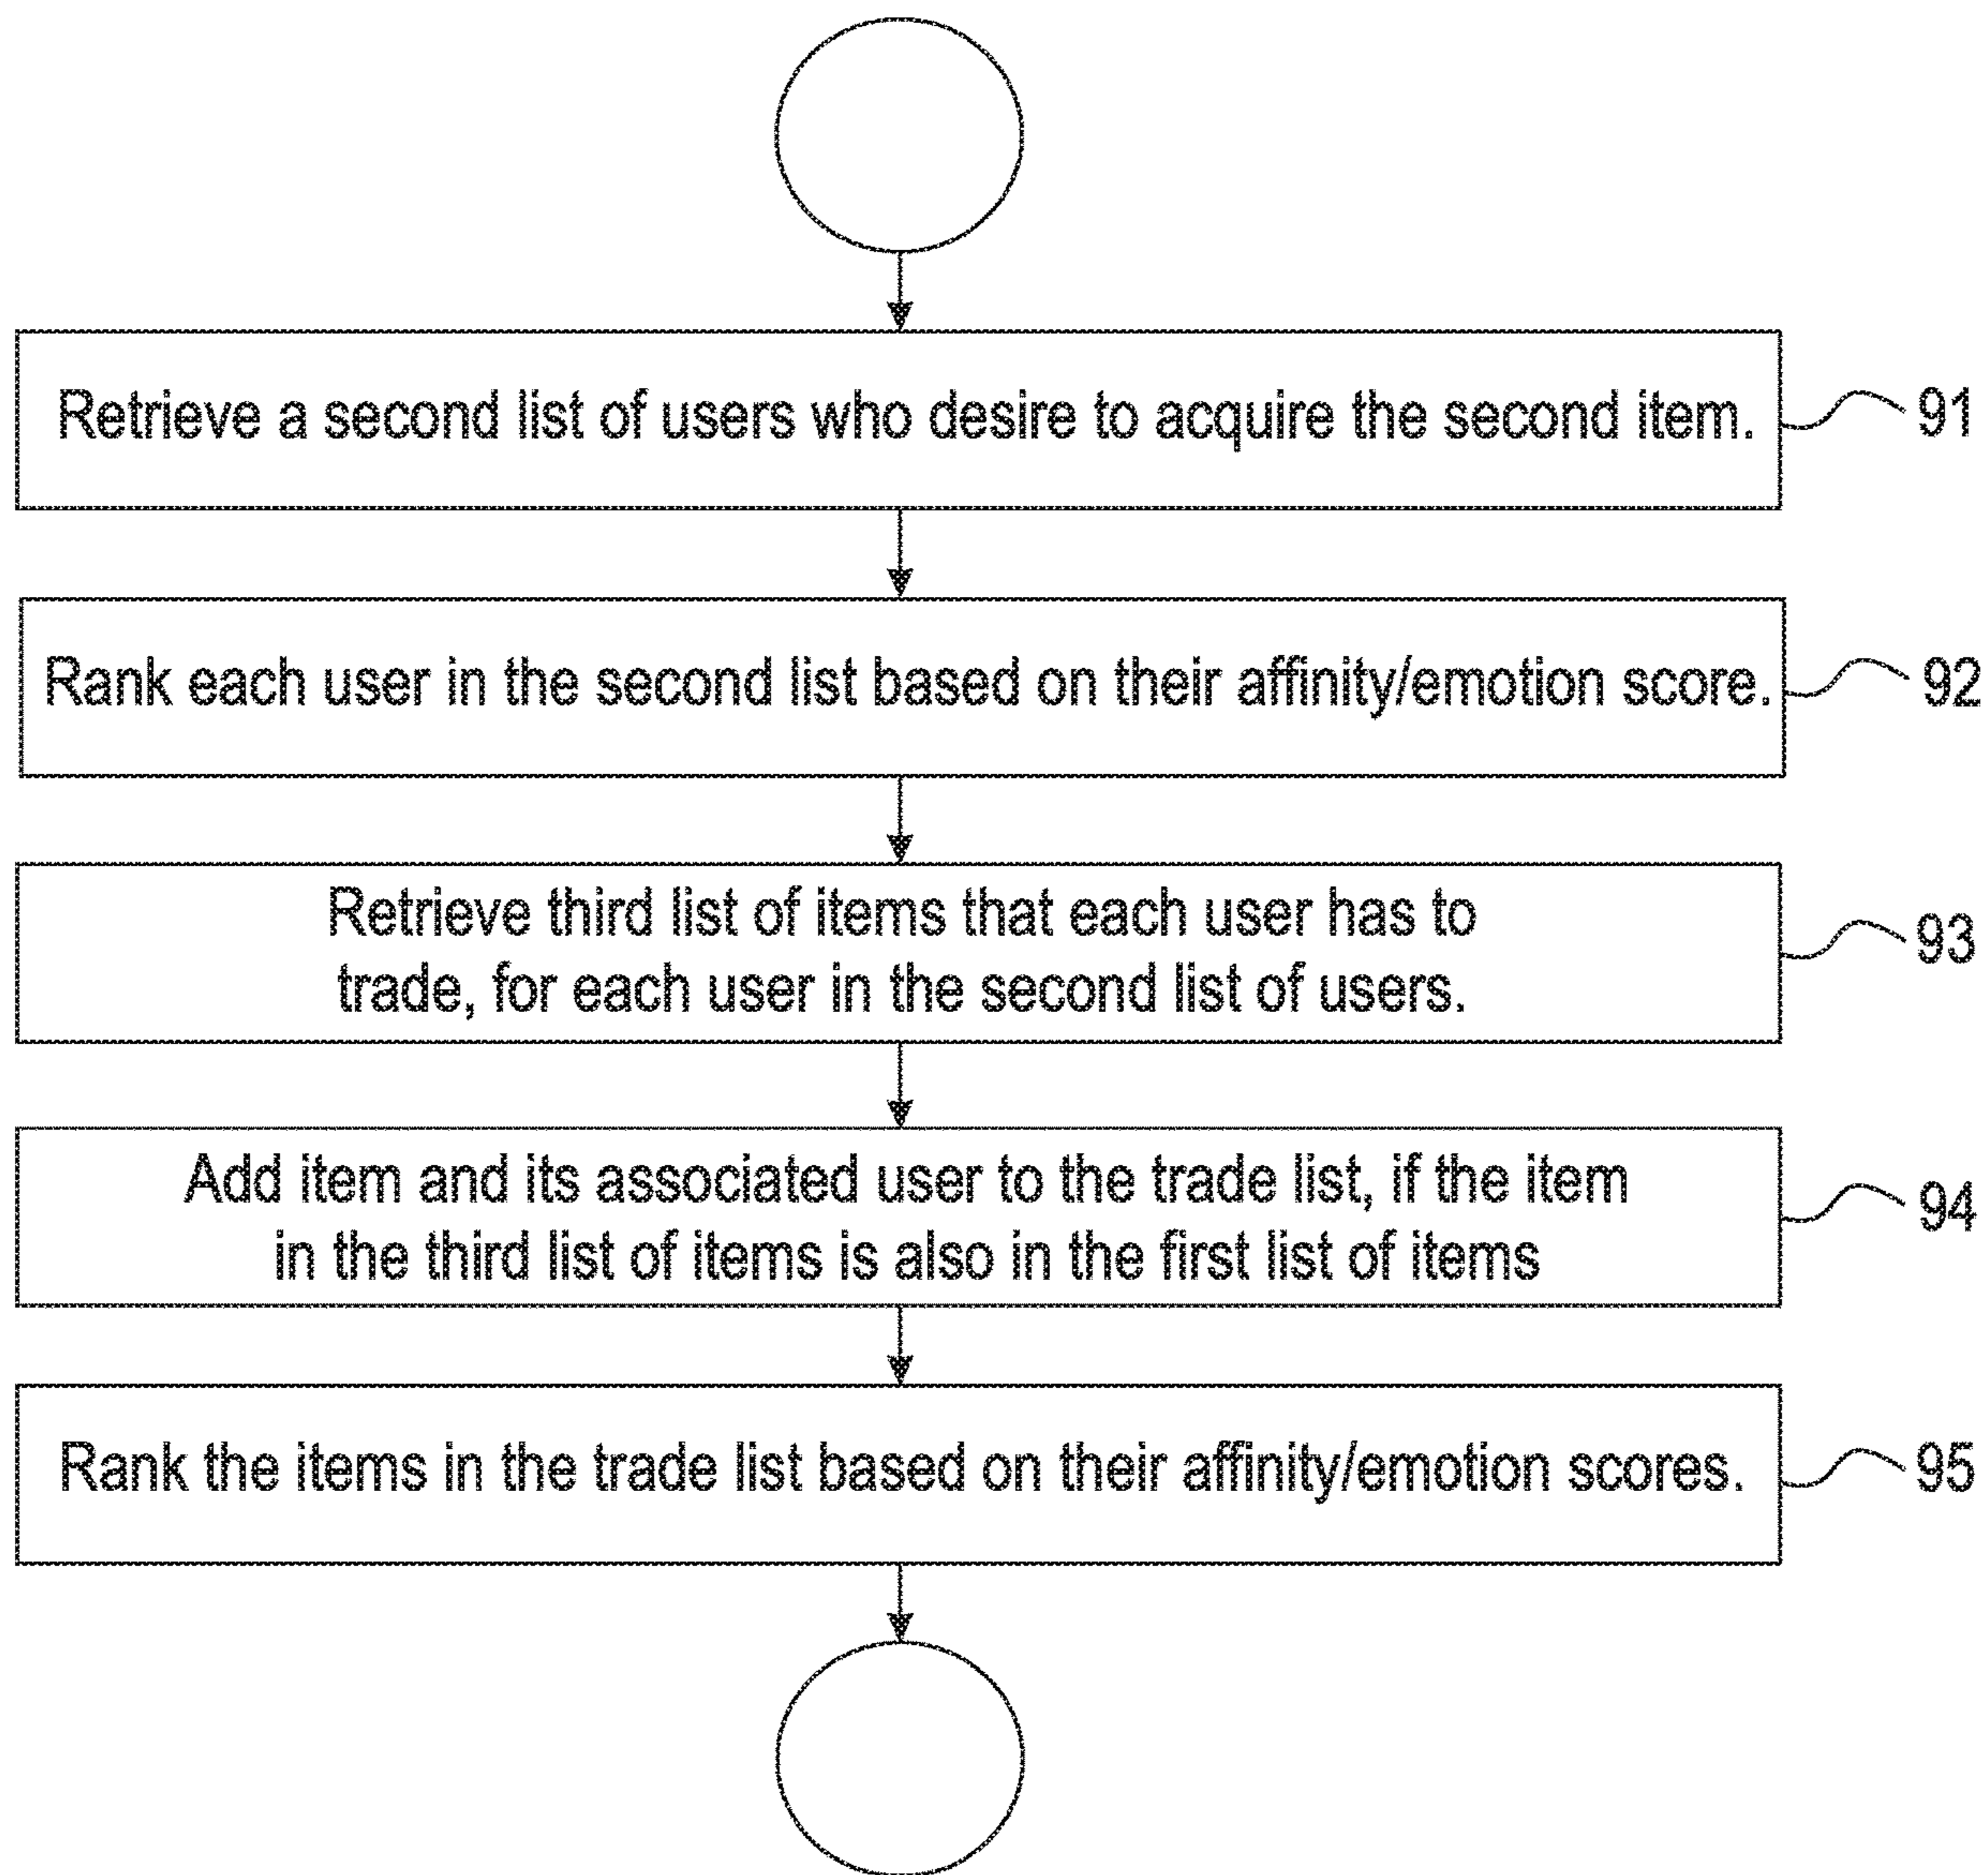 Retrieve a second list of users who desire to acquire the second item.
91
Rank each user in the second list based on their affinity/emotion score.
92
Retrieve third list of items that each user has to
trade, for each user in the second list of users.
93
Add item and its associated user to the trade list, if the item
in the third list of items is also in the first list of items
94
Rank the items in the trade list based on their affinity/emotion scores.
95